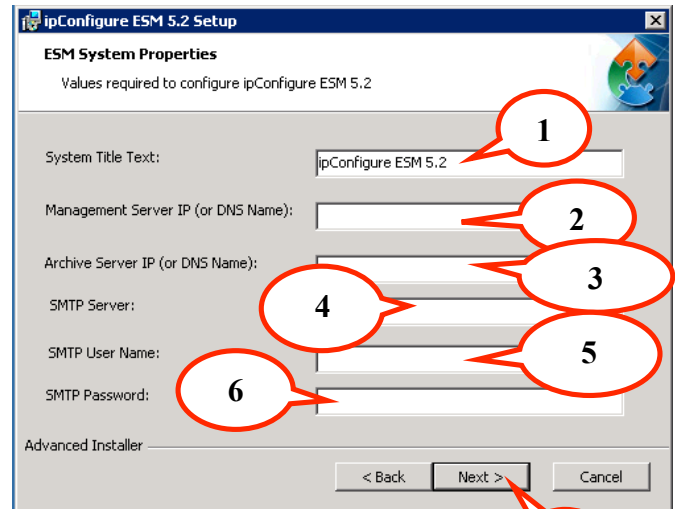 ipConfigure ESM 5.2 Setup
ESM System Properties
Values required to configure ipConfigure ESM 5.2
1
System Title Text:
ipConfigure ESM 5.2
Management Server IP (or DNS Name):
2
Archive Server IP (or DNS Name):
3
SMTP Server:
4
SMTP User Name:
5
SMTP Password:
6
Advanced Installer
< Back
Next >
Cancel